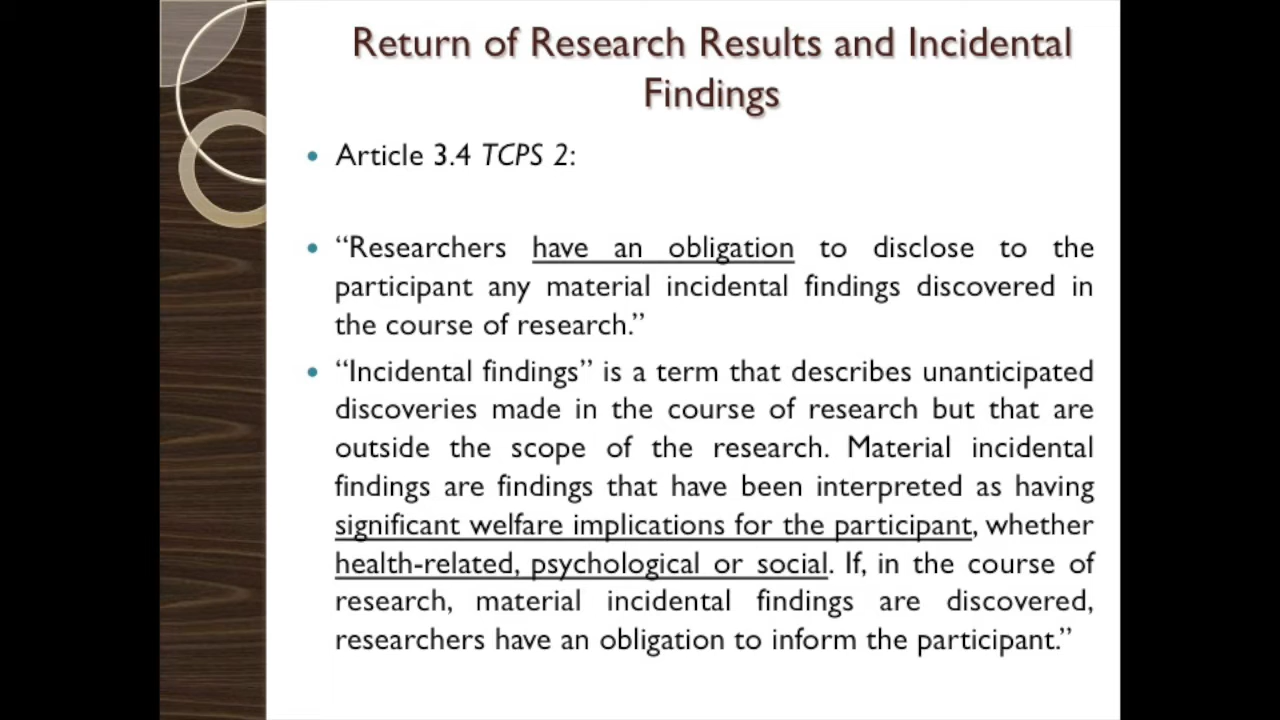 Return of Research Results and Incidental
Findings
• Article 3.4 TCPS 2:
• “Researchers have an obligation to disclose to the
participant any material incidental findings discovered in
the course of research.”
• “Incidental findings” is a term that describes unanticipated
discoveries made in the course of research but that are
outside the scope of the research. Material incidental
findings are findings that have been interpreted as having
significant welfare implications for the participant, whether
health-related, psychological or social. If, in the course of
research, material incidental findings are discovered,
researchers have an obligation to inform the participant.”